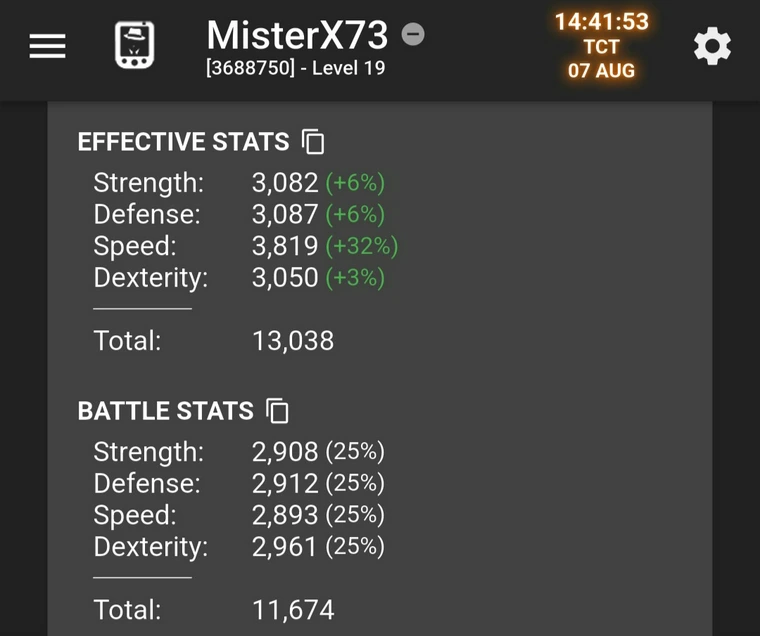 MisterX73
[3688750] - Level 19
14:41:53
TCT
07 AUG
EFFECTIVE STATS
Strength: 3,082 (+6%)
Defense: 3,087 (+6%)
Speed: 3,819 (+32%)
Dexterity: 3,050 (+3%)
Total: 13,038
BATTLE STATS
Strength: 2,908 (25%)
Defense: 2,912 (25%)
Speed: 2,893 (25%)
Dexterity: 2,961 (25%)
Total: 11,674